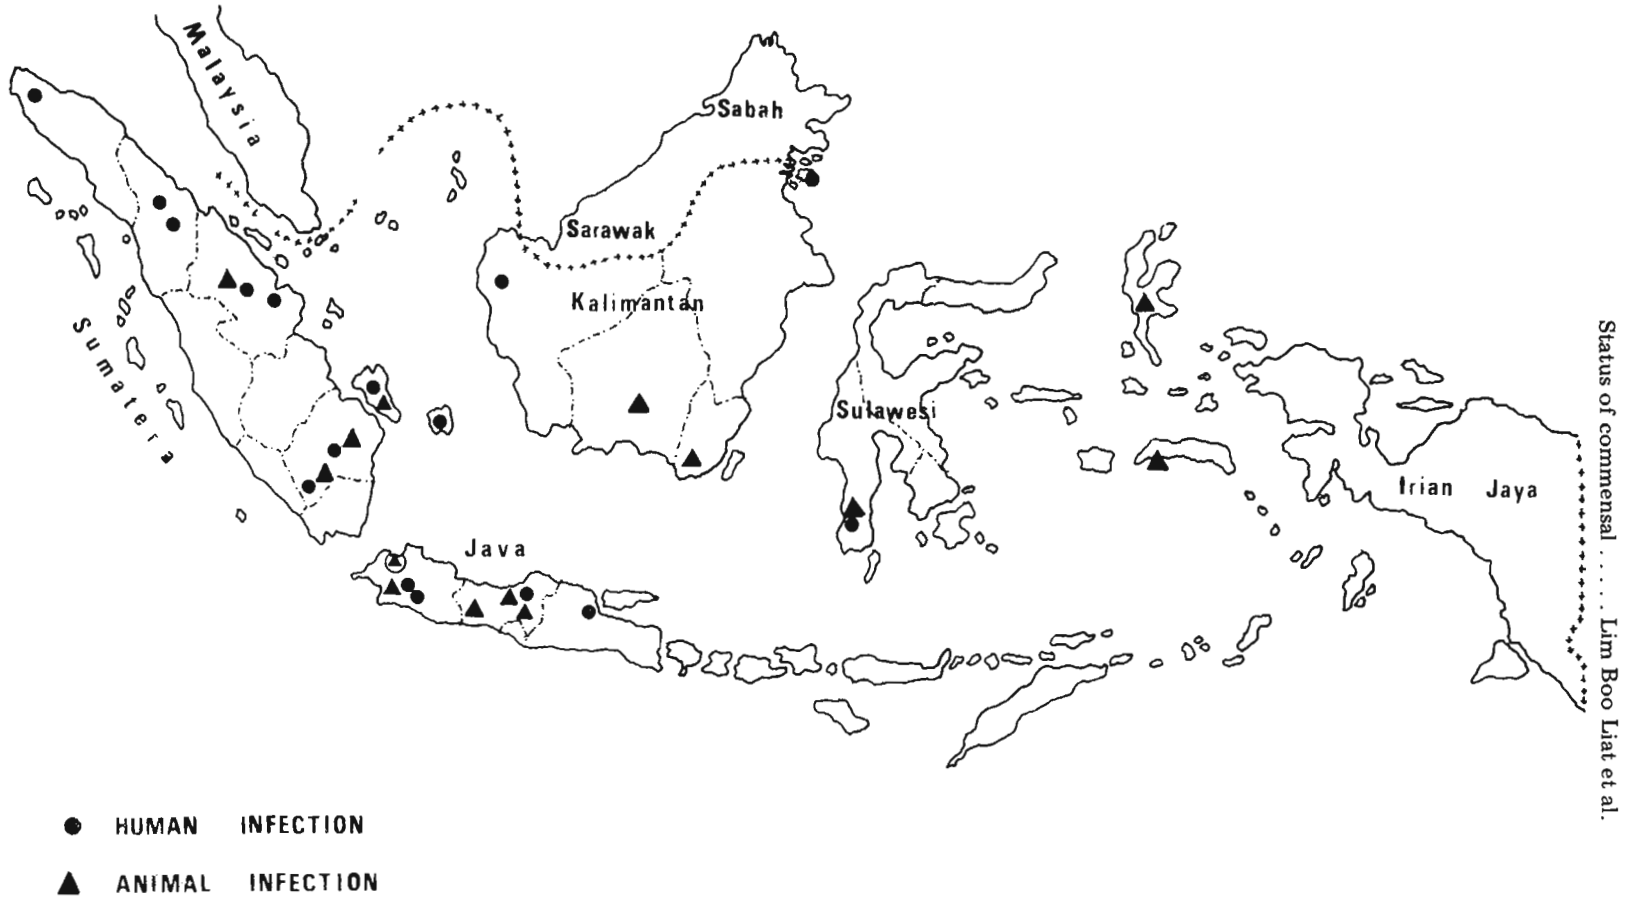 Malaysia
Sabah
Sarawak
Kalimantan
Sumatera
Sulawesi
Irian Jaya
Java
HUMAN INFECTION
ANIMAL INFECTION
Status of commensal . . . . . Lim Boo Liat et al.